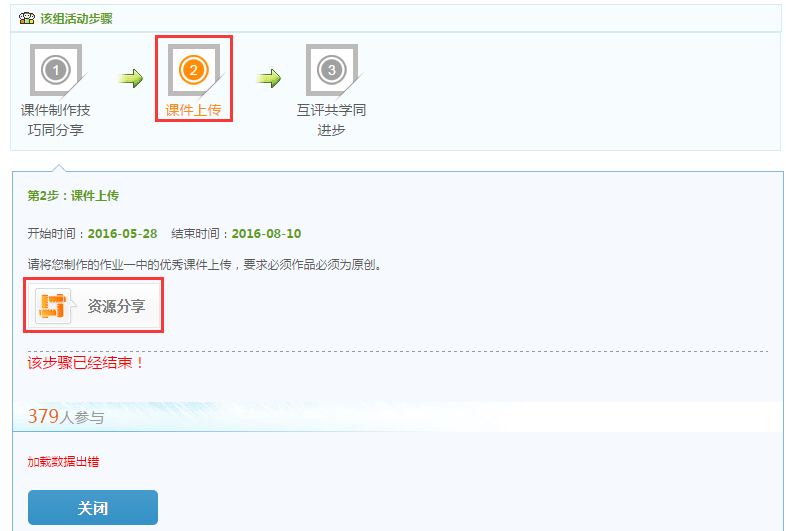 该组活动步骤
1
2
3
课件制作技
巧同分享
课件上传
互评共学同
进步
第2步：课件上传
开始时间：2016-05-28 结束时间：2016-08-10
请将您制作的作业一中的优秀课件上传，要求必须作品必须为原创。
资源分享
该步骤已经结束！
379人参与
加载数据出错
关闭